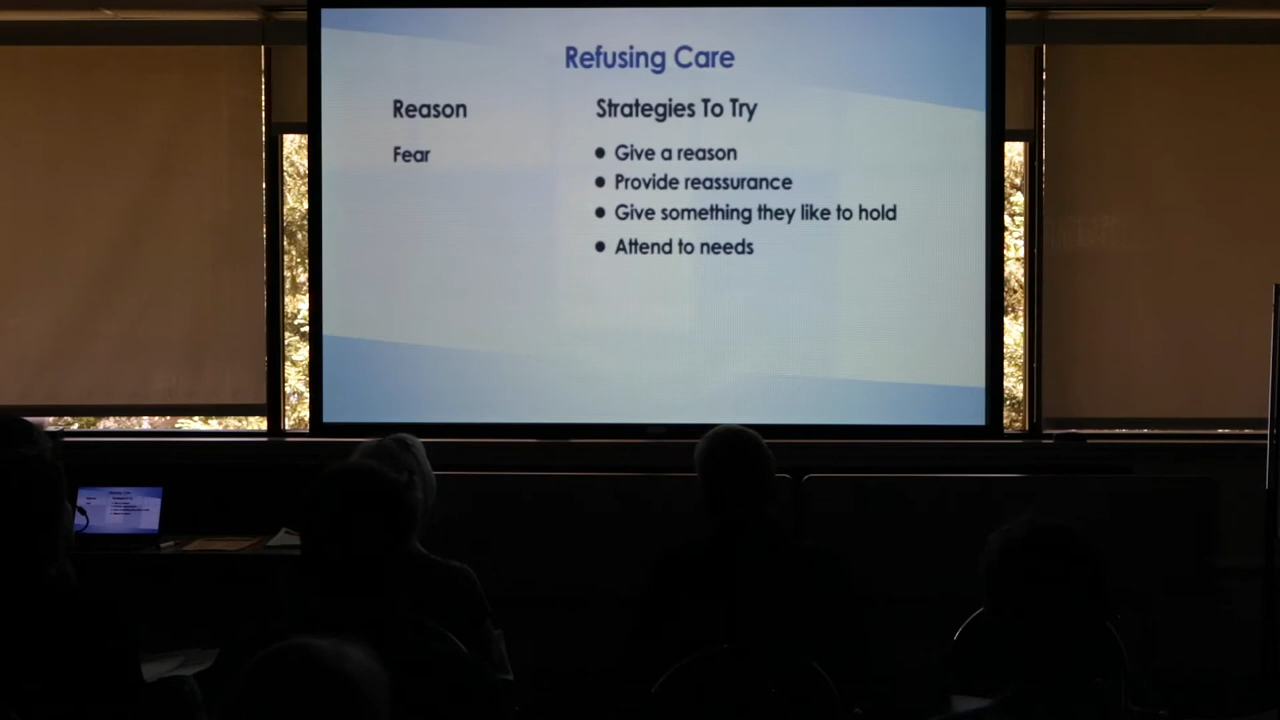 Refusing Care
Reason Strategies To Try
Fear ● Give a reason
● Provide reassurance
● Give something they like to hold
● Attend to needs